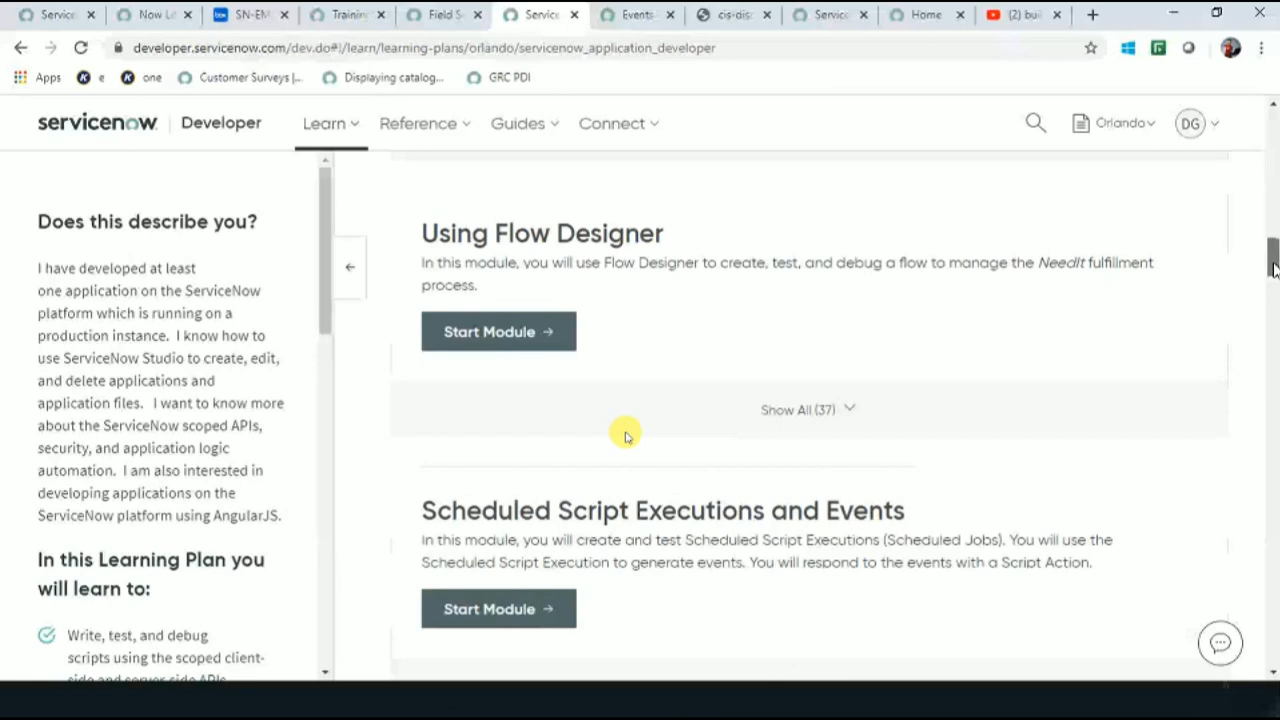 Service
Now Le
SN-EM
Training
Field S
Service
Events
cis-disc
Service
Home
(2) bui
developer.servicenow.com/dev.do#!/learn/learning-plans/orlando/servicenow_application_developer
Apps
e
one
Customer Surveys |...
Displaying catalog...
GRC PDI
servicenow
Developer
Learn
Reference
Guides
Connect
Orlando
DG
Does this describe you?
I have developed at least
one application on the ServiceNow
platform which is running on a
production instance. I know how to
use ServiceNow Studio to create, edit,
and delete applications and
application files. I want to know more
about the ServiceNow scoped APIs,
security, and application logic
automation. I am also interested in
developing applications on the
ServiceNow platform using AngularJS.
In this Learning Plan you
will learn to:
Write, test, and debug
scripts using the scoped client-
side and server-side APIs
Using Flow Designer
In this module, you will use Flow Designer to create, test, and debug a flow to manage the NeedIt fulfillment
process.
Start Module →
Show All (37)
Scheduled Script Executions and Events
In this module, you will create and test Scheduled Script Executions (Scheduled Jobs). You will use the
Scheduled Script Execution to generate events. You will respond to the events with a Script Action.
Start Module →